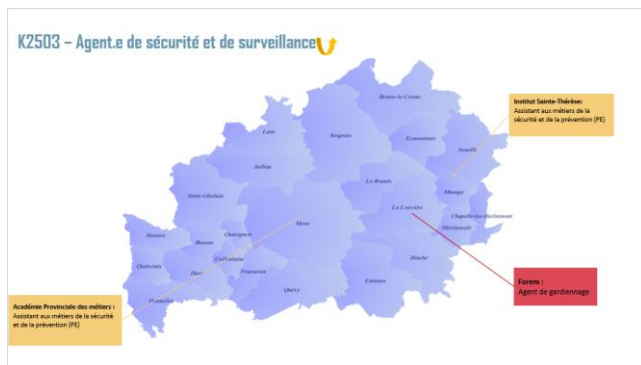 K2503 – Agent.e de sécurité et de surveillance
Braine-le-Comte
Institut Sainte-Thérèse:
Assistant aux métiers de la
sécurité et de la prévention (PE)
Lens
Soignies
Ecaussinnes
Seneffe
Jurbise
Le Roeulx
Manage
Saint-Ghislain
La Louvière
Chapelle-lez-Herlaimont
Mons
Morlanwelz
Hensies
Boussu
Quaregnon
Colfontaine
Binche
Quiévrain
Dour
Frameries
Estinnes
Forem :
Agent de gardiennage
Quévy
Honnelles
Académie Provinciale des métiers :
Assistant aux métiers de la sécurité
et de la prévention (PE)